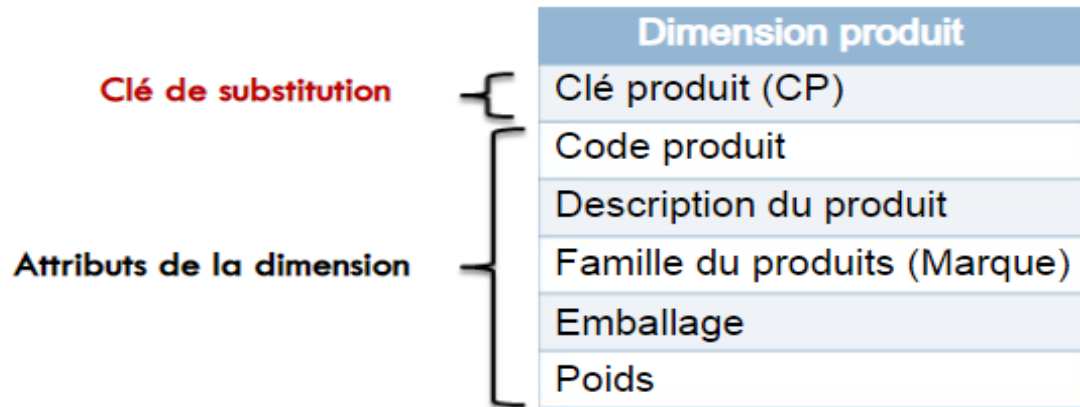 Dimension produit
Clé de substitution
Clé produit (CP)
Code produit
Description du produit
Attributs de la dimension
Famille du produits (Marque)
Emballage
Poids